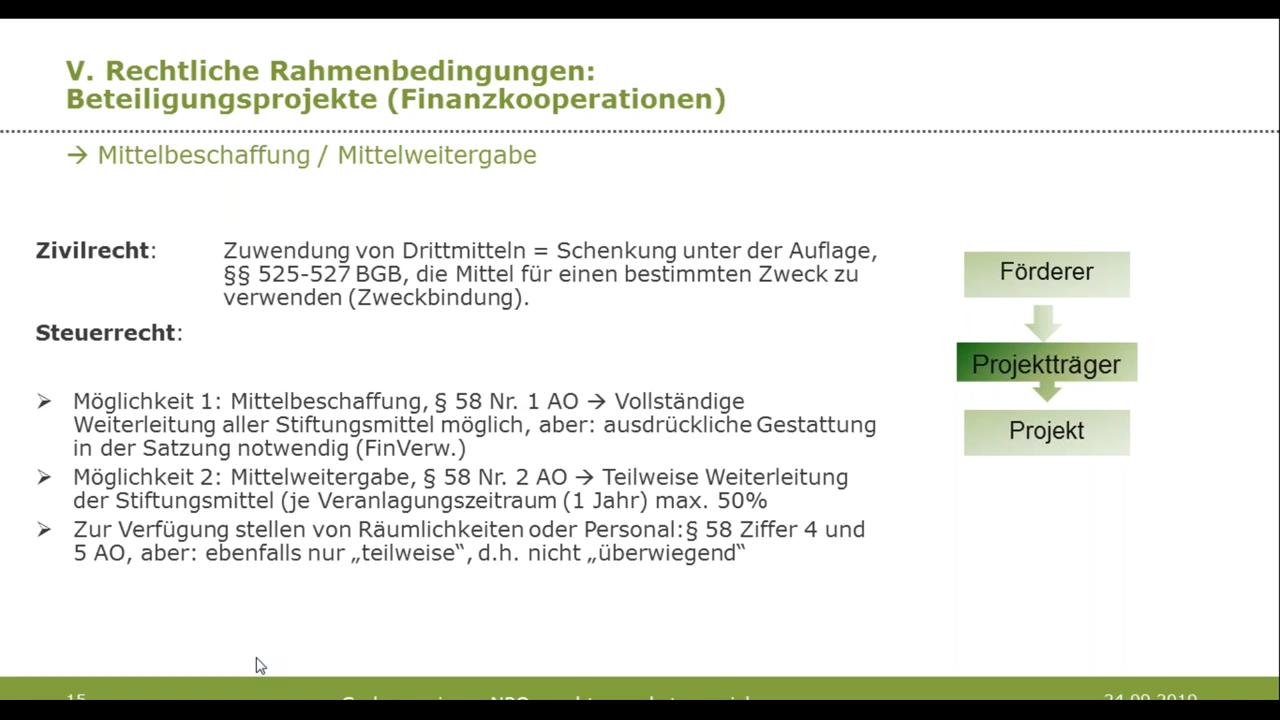 V. Rechtliche Rahmenbedingungen:
Beteiligungsprojekte (Finanzkooperationen)
→ Mittelbeschaffung / Mittelweitergabe
Zivilrecht: Zuwendung von Drittmitteln = Schenkung unter der Auflage,
§§ 525-527 BGB, die Mittel für einen bestimmten Zweck zu
verwenden (Zweckbindung).
Steuerrecht:
➢ Möglichkeit 1: Mittelbeschaffung, § 58 Nr. 1 AO → Vollständige
Weiterleitung aller Stiftungsmittel möglich, aber: ausdrückliche Gestattung
in der Satzung notwendig (FinVerw.)
➢ Möglichkeit 2: Mittelweitergabe, § 58 Nr. 2 AO → Teilweise Weiterleitung
der Stiftungsmittel (je Veranlagungszeitraum (1 Jahr) max. 50%
➢ Zur Verfügung stellen von Räumlichkeiten oder Personal:§ 58 Ziffer 4 und
5 AO, aber: ebenfalls nur „teilweise“, d.h. nicht „überwiegend“
Förderer
Projektträger
Projekt
15
24.09.2019